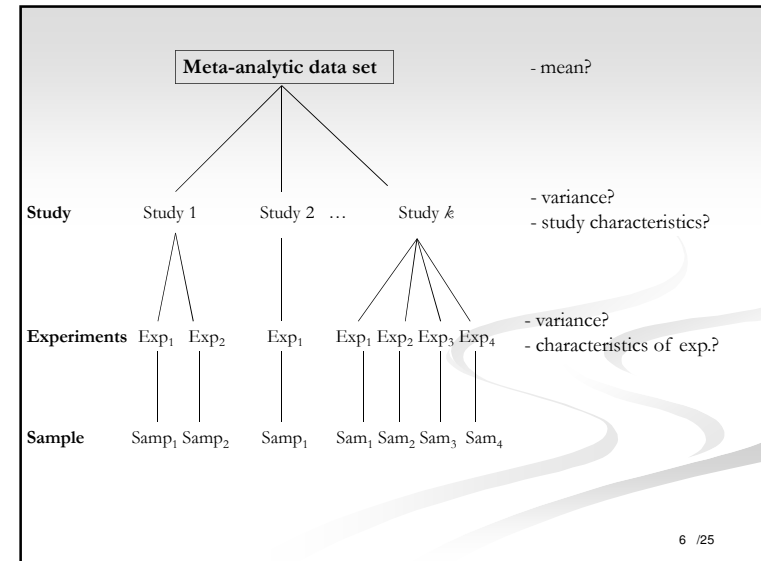 Meta-analytic data set - mean?
- variance?
Study Study 1 Study 2 … Study k
- study characteristics?
- variance?
Experiments Exp₁ Exp₂ Exp₁ Exp₁ Exp₂ Exp₃ Exp₄
- characteristics of exp.?
Sample Samp₁ Samp₂ Samp₁ Sam₁ Sam₂ Sam₃ Sam₄
6 /25